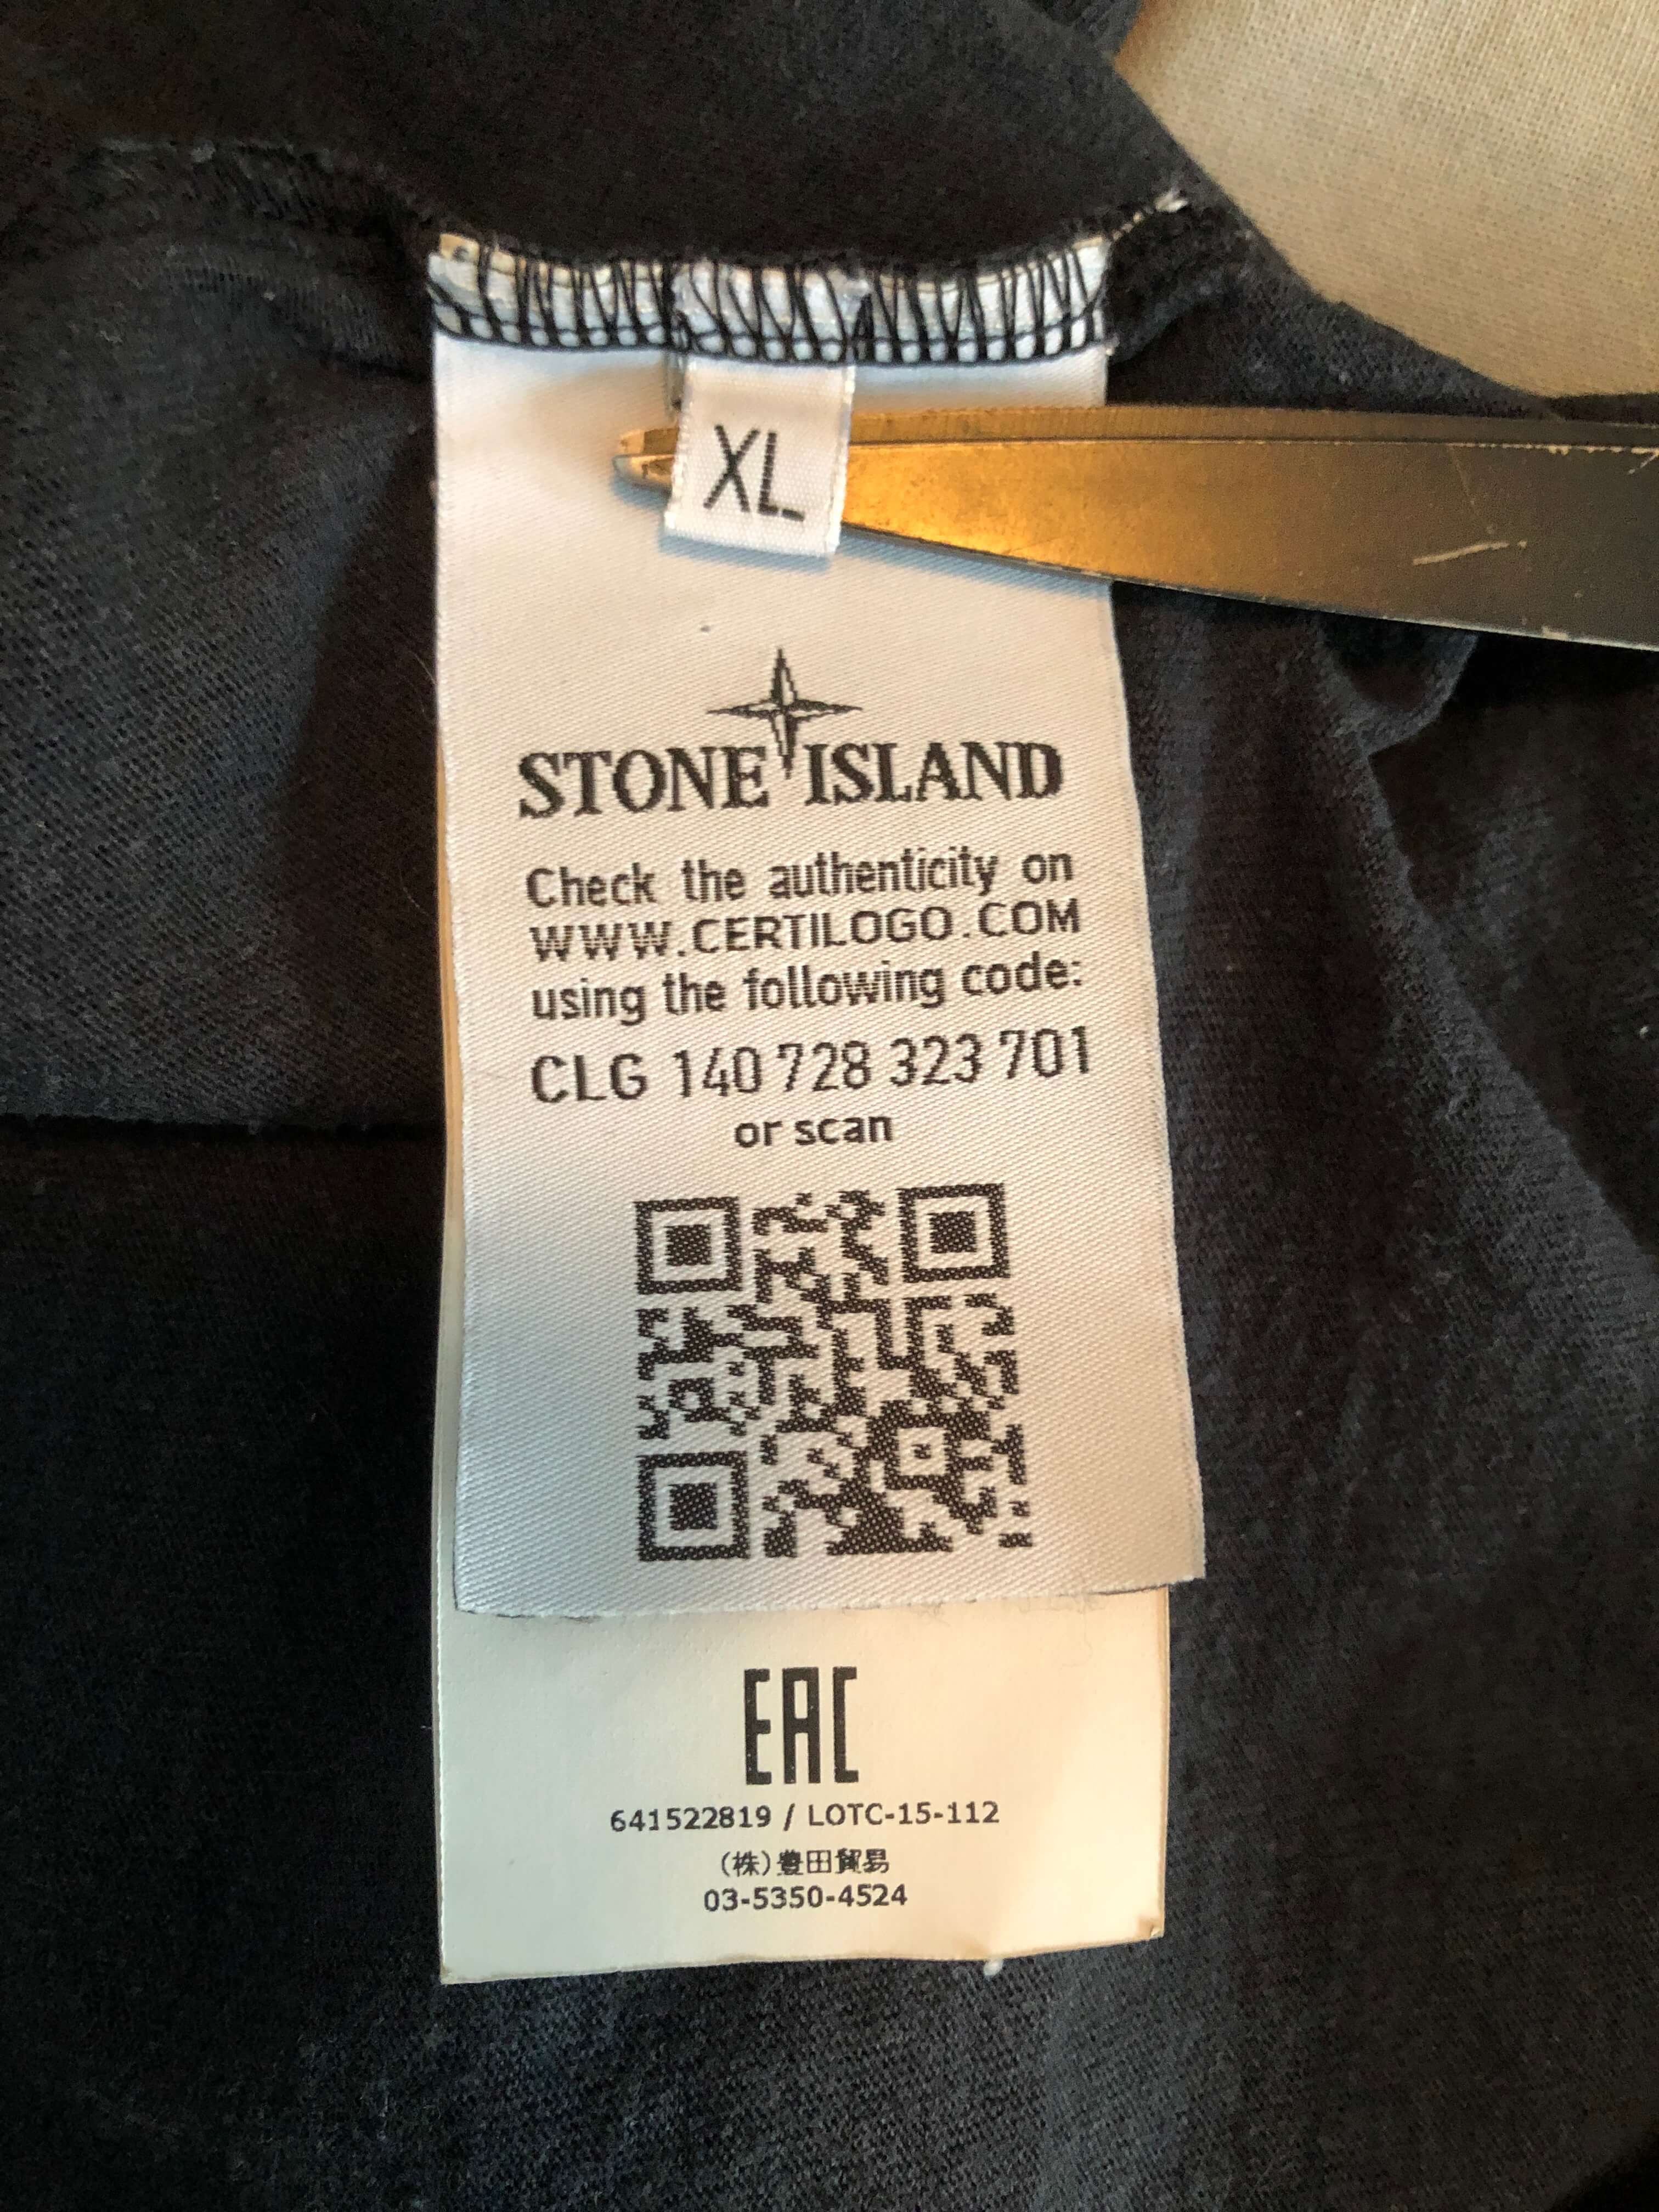 XL
STONE ISLAND
Check the authenticity on
WWW.CERTILOGO.COM
using the following code:
CLG 140 728 323 701
or scan
EAC
641522819 / LOTC-15-112
(株)豊田貿易
03-5350-4524